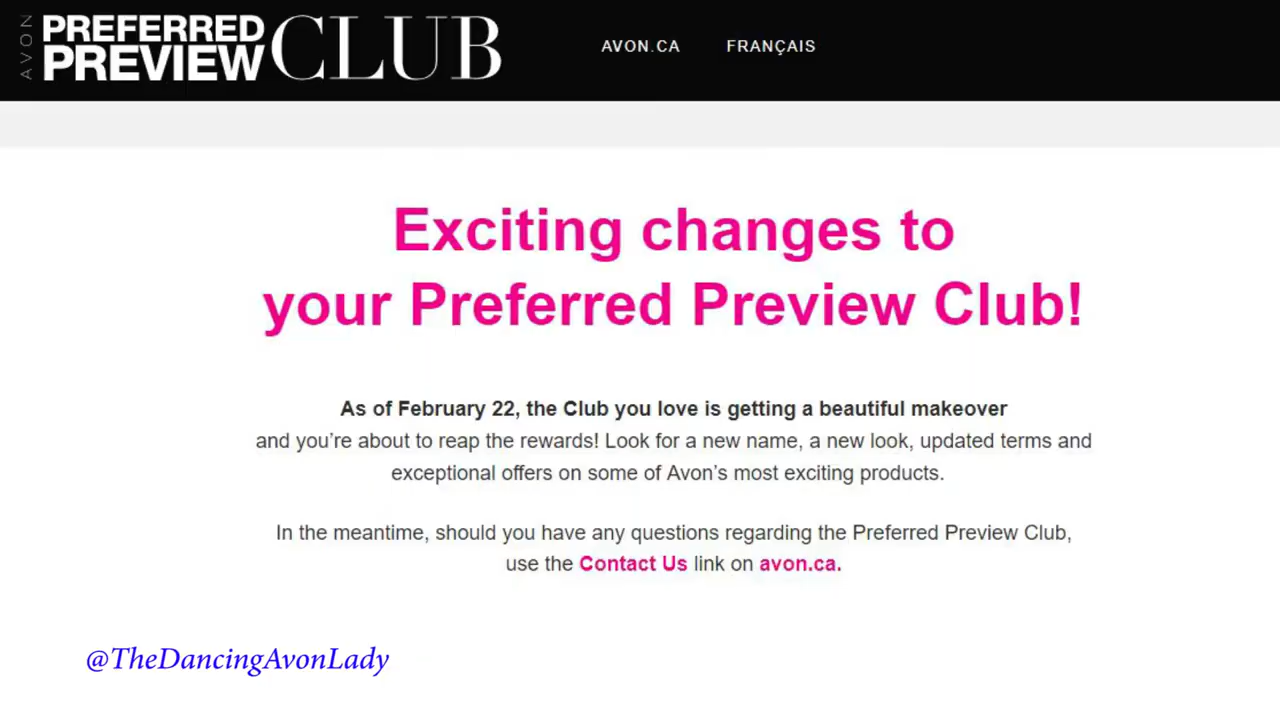 AVON
PREFERRED
PREVIEW CLUB
AVON.CA FRANÇAIS
Exciting changes to
your Preferred Preview Club!
As of February 22, the Club you love is getting a beautiful makeover
and you’re about to reap the rewards! Look for a new name, a new look, updated terms and
exceptional offers on some of Avon’s most exciting products.
In the meantime, should you have any questions regarding the Preferred Preview Club,
use the Contact Us link on avon.ca.
@TheDancingAvonLady